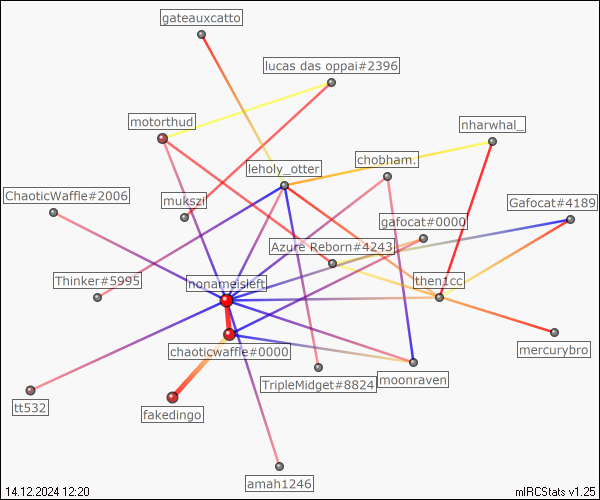 gateauxcatto
lucas das oppai#2396
motorthud
nharwhal_
chobham.
leholy_otter
ChaoticWaffle#2006
mukszi
Gafocat#4189
gafocat#0000
Azure Reborn#4243
Thinker#5995
nonameisleft
then1cc
chaoticwaffle#0000
mercurybro
TripleMidget#8824
moonraven
tt532
fakedingo
amah1246
14.12.2024 12:20
mIRCStats v1.25